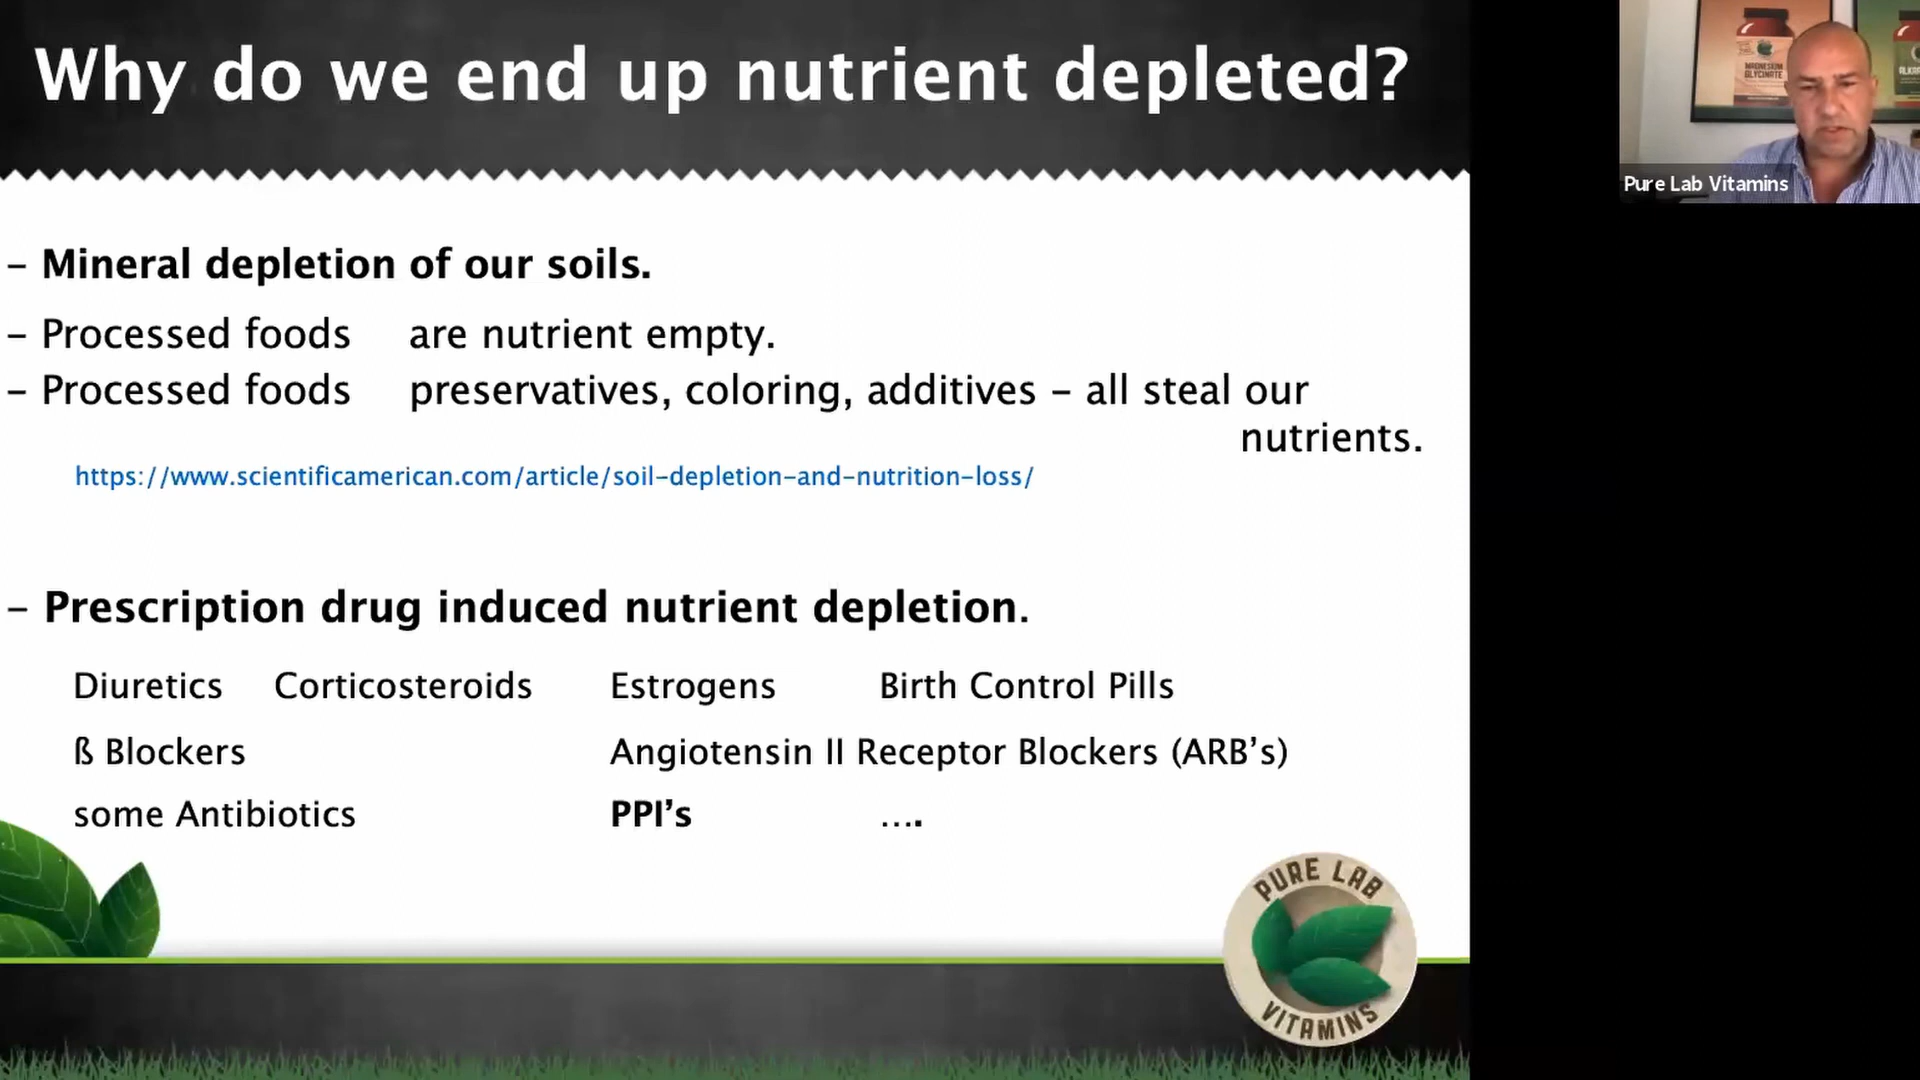 Why do we end up nutrient depleted?
– Mineral depletion of our soils.
– Processed foods are nutrient empty.
– Processed foods preservatives, coloring, additives – all steal our
nutrients.
https://www.scientificamerican.com/article/soil-depletion-and-nutrition-loss/
– Prescription drug induced nutrient depletion.
Diuretics Corticosteroids Estrogens Birth Control Pills
ß Blockers Angiotensin II Receptor Blockers (ARB’s)
some Antibiotics PPI’s ….
PURE LAB
VITAMINS
MAGNESIUM
GLYCINATE
Pure Lab Vitamins